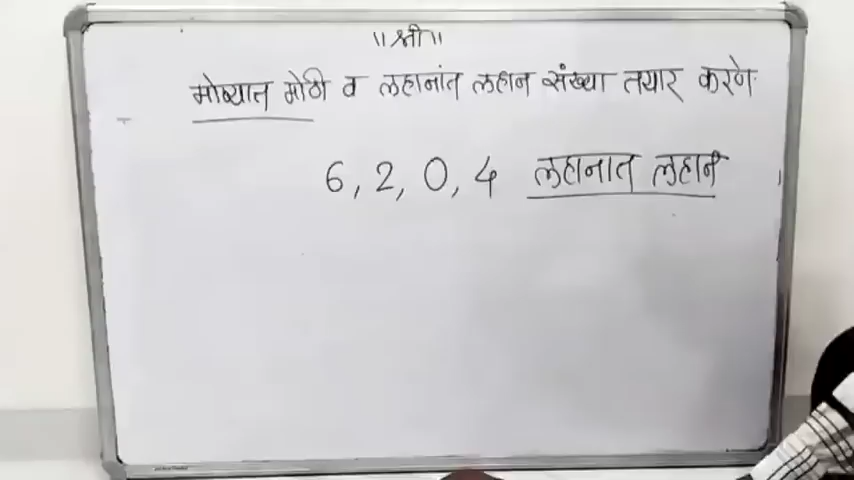 ॥ श्री ॥
मोठ्यात मोठी व लहानांत लहान संख्या तयार करणे.
6, 2, 0, 4 लहानात लहान